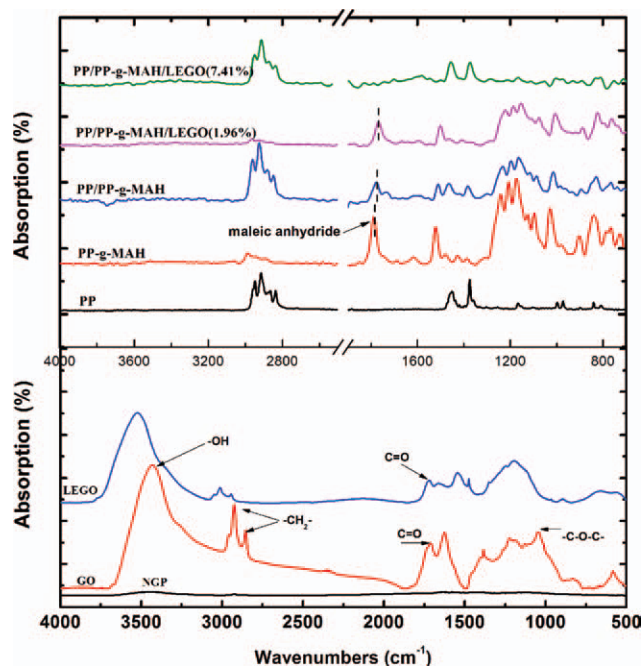 Absorption (%)
PP/PP-g-MAH/LEGO(7.41%)
PP/PP-g-MAH/LEGO(1.96%)
PP/PP-g-MAH
maleic anhydride
PP-g-MAH
PP
4000 3600 3200 2800 1600 1200 800
Absorption (%)
-OH
LEGO
C=O
-CH2-
C=O
-C-O-C-
GO
NGP
4000 3500 3000 2500 2000 1500 1000 500
Wavenumbers (cm-1)